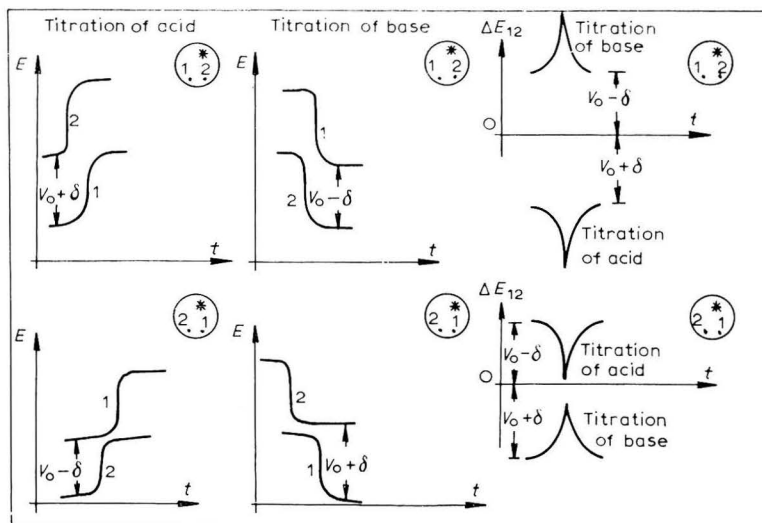 Titration of acid
E
1 2
2
V₀+δ
1
t
Titration of base
E
1 2
1
V₀−δ
2
t
ΔE₁₂
Titration
of base
1 2
V₀−δ
O
t
V₀+δ
Titration
of acid
E
2 1
1
V₀−δ
2
t
E
2 1
2
V₀+δ
1
t
ΔE₁₂
2 1
V₀−δ
Titration
of acid
O
t
V₀+δ
Titration
of base